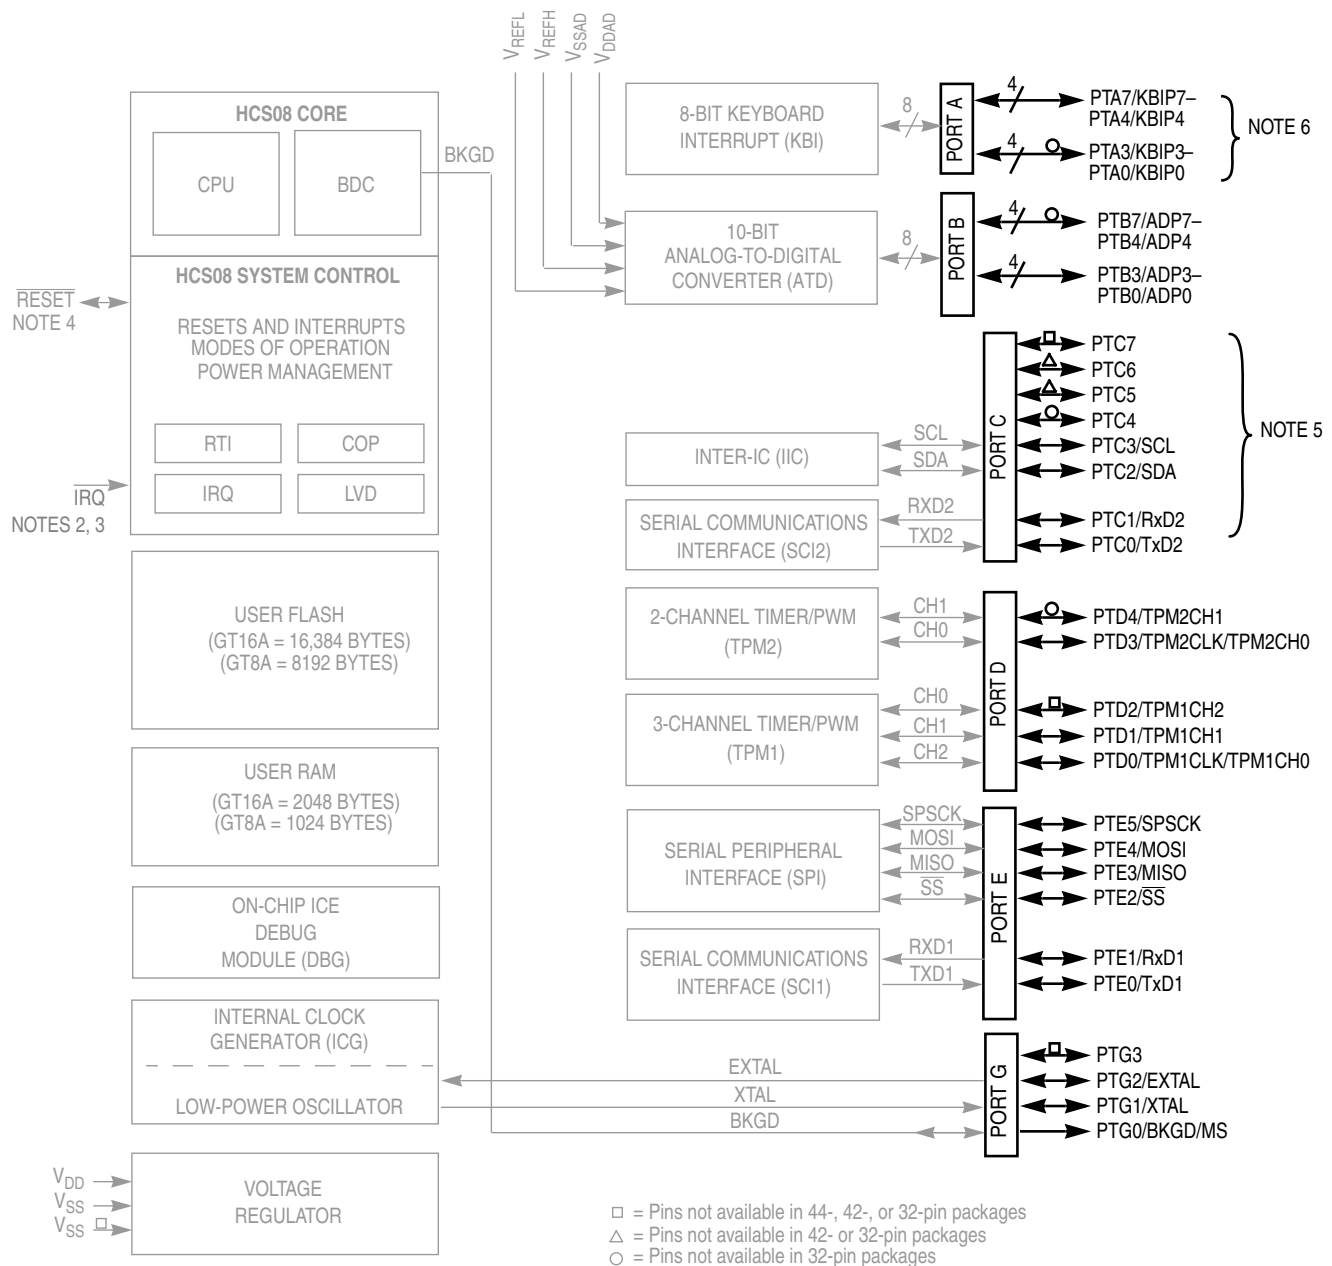 VREFL
VREFH
VSSAD
VDDAD
HCS08 CORE
CPU
BDC
BKGD
HCS08 SYSTEM CONTROL
RESETS AND INTERRUPTS
MODES OF OPERATION
POWER MANAGEMENT
RTI
COP
IRQ
LVD
RESET
NOTE 4
IRQ
NOTES 2, 3
USER FLASH
(GT16A = 16,384 BYTES)
(GT8A = 8192 BYTES)
USER RAM
(GT16A = 2048 BYTES)
(GT8A = 1024 BYTES)
ON-CHIP ICE
DEBUG
MODULE (DBG)
INTERNAL CLOCK
GENERATOR (ICG)
LOW-POWER OSCILLATOR
VDD
VSS
VSS
VOLTAGE
REGULATOR
8-BIT KEYBOARD
INTERRUPT (KBI)
8
PORT A
4
PTA7/KBIP7–
PTA4/KBIP4
4
PTA3/KBIP3–
PTA0/KBIP0
NOTE 6
10-BIT
ANALOG-TO-DIGITAL
CONVERTER (ATD)
8
PORT B
4
PTB7/ADP7–
PTB4/ADP4
4
PTB3/ADP3–
PTB0/ADP0
INTER-IC (IIC)
SCL
SDA
SERIAL COMMUNICATIONS
INTERFACE (SCI2)
RXD2
TXD2
PORT C
PTC7
PTC6
PTC5
PTC4
PTC3/SCL
PTC2/SDA
PTC1/RxD2
PTC0/TxD2
NOTE 5
2-CHANNEL TIMER/PWM
(TPM2)
CH1
CH0
3-CHANNEL TIMER/PWM
(TPM1)
CH0
CH1
CH2
PORT D
PTD4/TPM2CH1
PTD3/TPM2CLK/TPM2CH0
PTD2/TPM1CH2
PTD1/TPM1CH1
PTD0/TPM1CLK/TPM1CH0
SERIAL PERIPHERAL
INTERFACE (SPI)
SPSCK
MOSI
MISO
SS
SERIAL COMMUNICATIONS
INTERFACE (SCI1)
RXD1
TXD1
PORT E
PTE5/SPSCK
PTE4/MOSI
PTE3/MISO
PTE2/SS
PTE1/RxD1
PTE0/TxD1
EXTAL
XTAL
BKGD
PORT G
PTG3
PTG2/EXTAL
PTG1/XTAL
PTG0/BKGD/MS
= Pins not available in 44-, 42-, or 32-pin packages
= Pins not available in 42- or 32-pin packages
= Pins not available in 32-pin packages